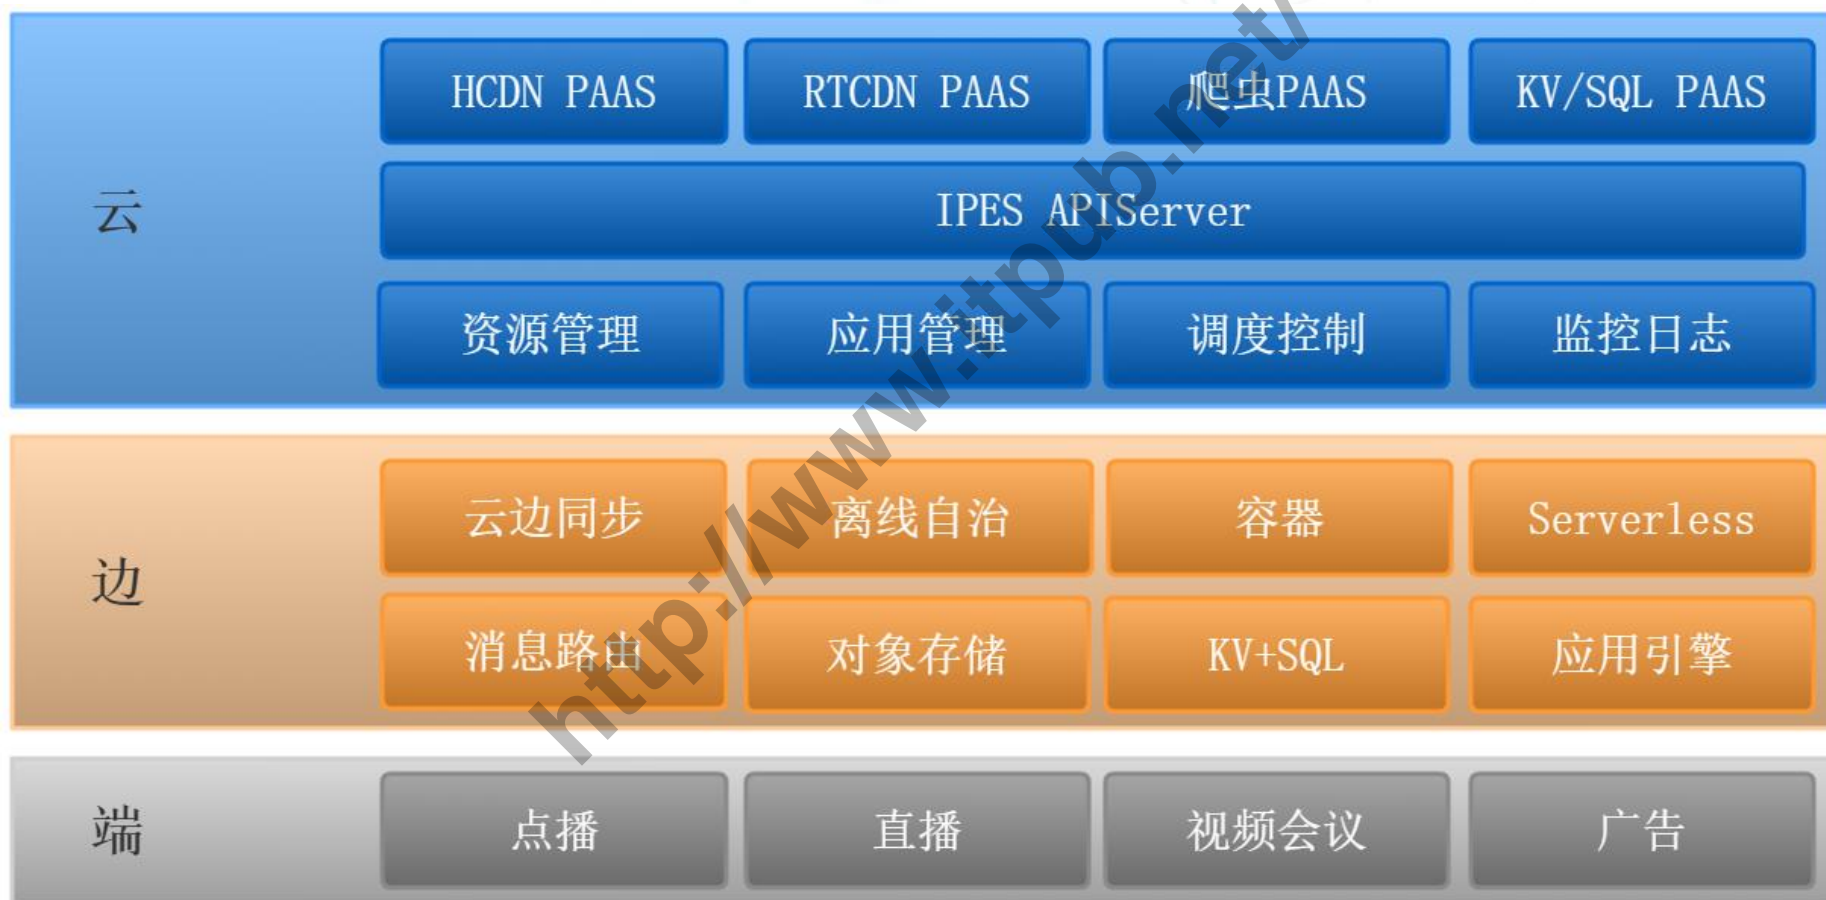 HCDN PAAS RTCDN PAAS 爬虫PAAS KV/SQL PAAS
云
IPES APIServer
资源管理 应用管理 调度控制 监控日志
云边同步 离线自治 容器 Serverless
边
消息路由 对象存储 KV+SQL 应用引擎
端
点播 直播 视频会议 广告
http://www.itpub.net/